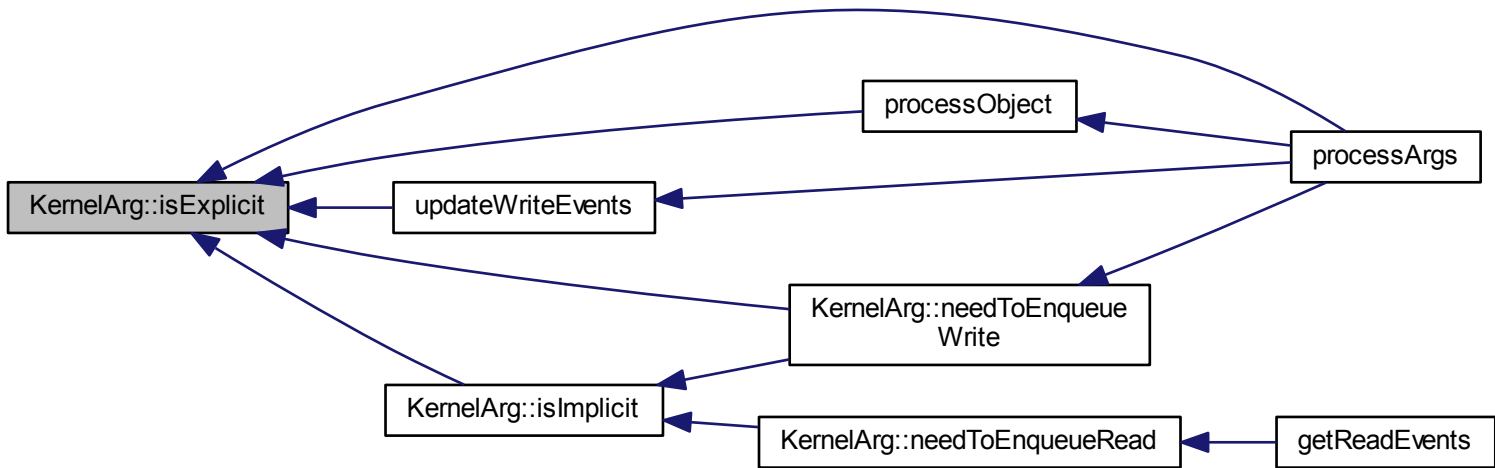 processObject
processArgs
KernelArg::isExplicit
updateWriteEvents
KernelArg::needToEnqueue
Write
KernelArg::isImplicit
KernelArg::needToEnqueueRead
getReadEvents